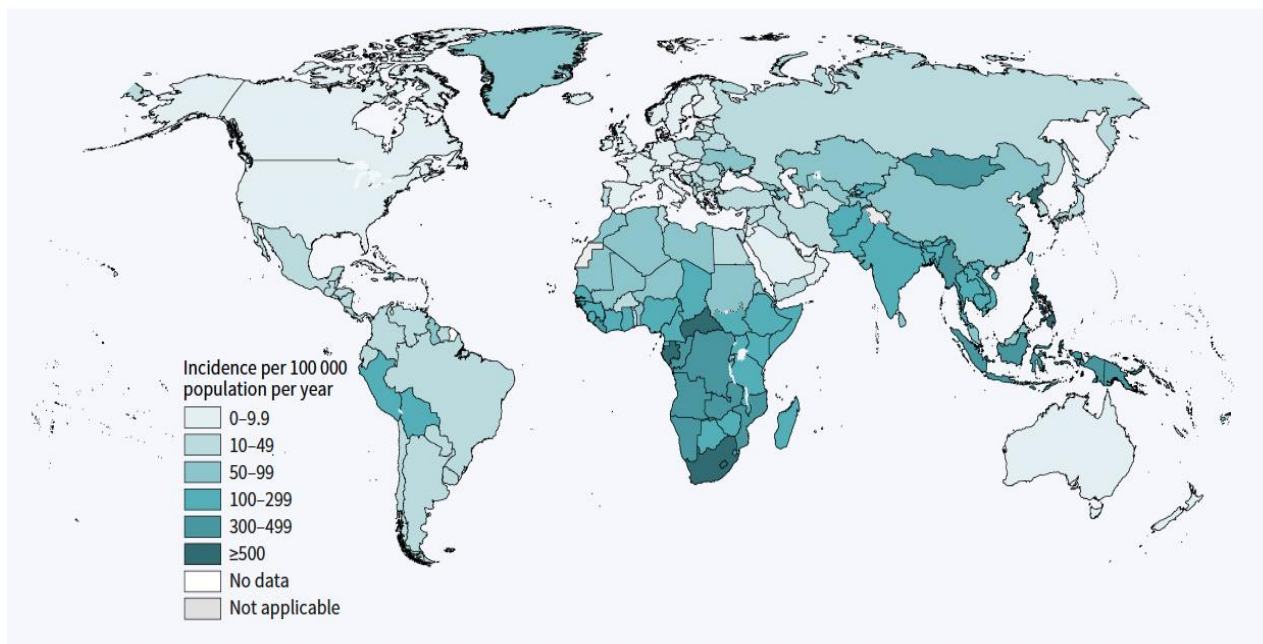 Incidence per 100 000
population per year
0–9.9
10–49
50–99
100–299
300–499
≥500
No data
Not applicable